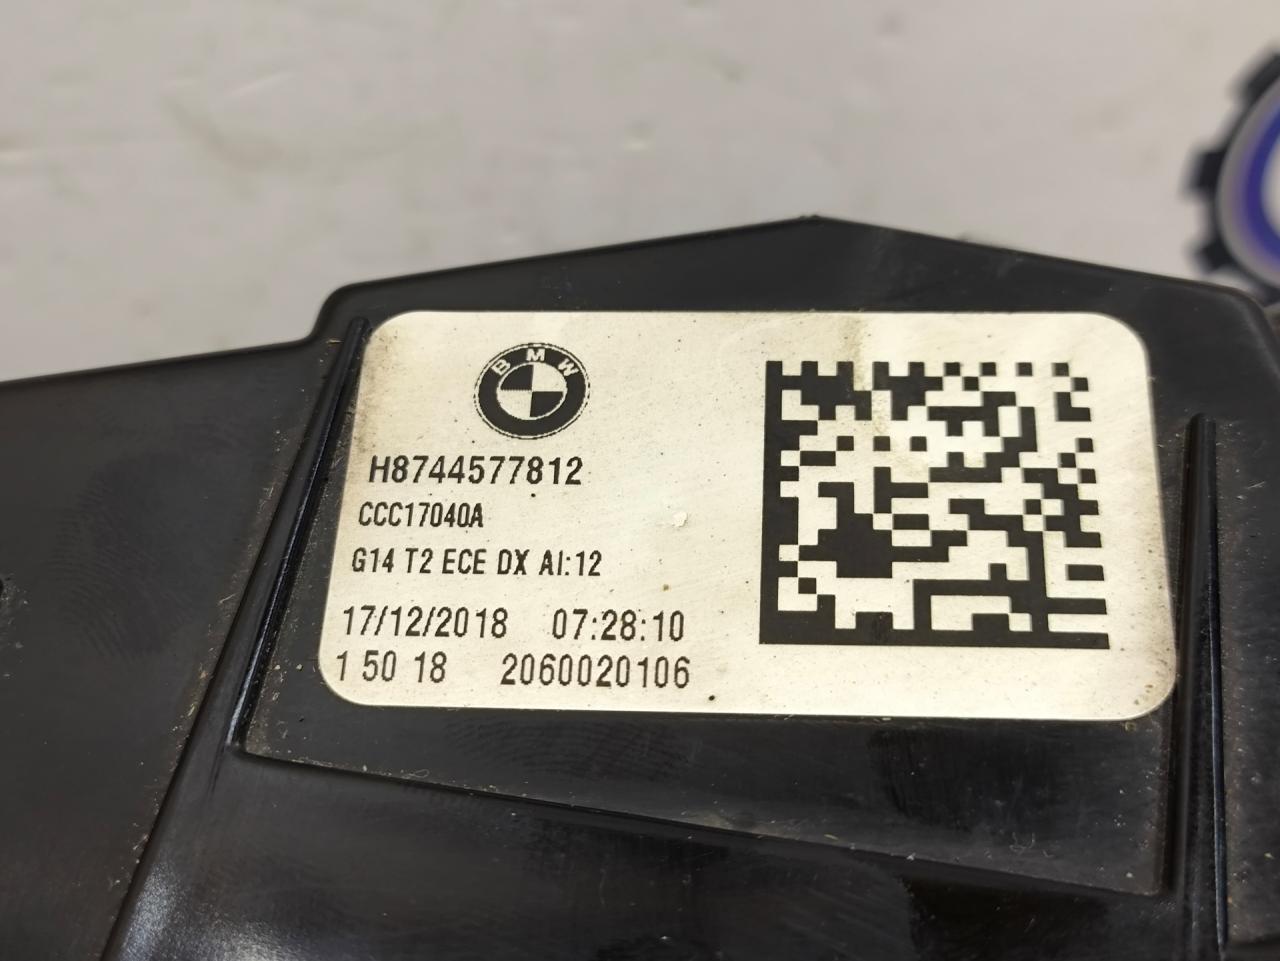 BMW
H8744577812
CCC17040A
G14 T2 ECE DX AI:12
17/12/2018 07:28:10
1 50 18 2060020106